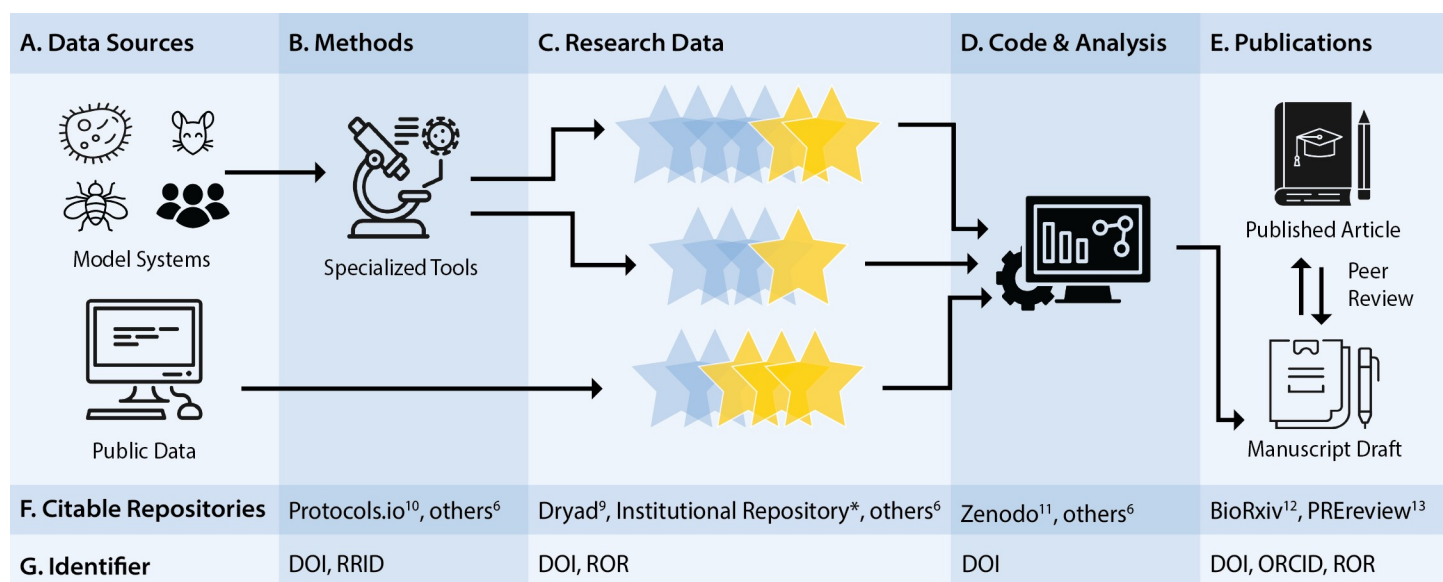 A. Data Sources
B. Methods
C. Research Data
D. Code & Analysis
E. Publications
Model Systems
Public Data
Specialized Tools
Published Article
Peer
Review
Manuscript Draft
F. Citable Repositories
Protocols.io¹⁰, others⁶
Dryad⁹, Institutional Repository*, others⁶
Zenodo¹¹, others⁶
BioRxiv¹², PREreview¹³
G. Identifier
DOI, RRID
DOI, ROR
DOI
DOI, ORCID, ROR